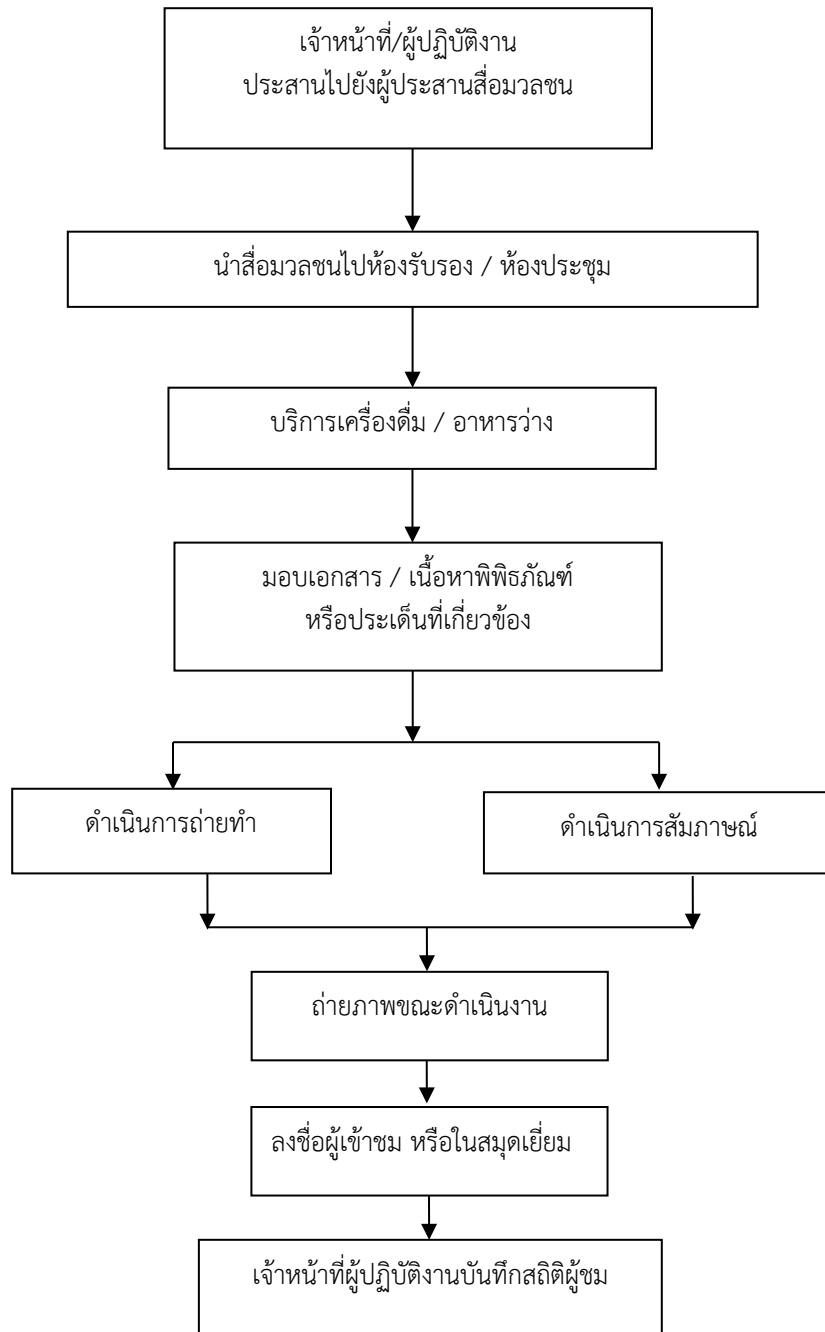 เจ้าหน้าที่/ผู้ปฏิบัติงาน
ประสานไปยังผู้ประสานสื่อมวลชน
นำสื่อมวลชนไปห้องรับรอง / ห้องประชุม
บริการเครื่องดื่ม / อาหารว่าง
มอบเอกสาร / เนื้อหาพิพิธภัณฑ์
หรือประเด็นที่เกี่ยวข้อง
ดำเนินการถ่ายทำ
ดำเนินการสัมภาษณ์
ถ่ายภาพขณะดำเนินงาน
ลงชื่อผู้เข้าชม หรือในสมุดเยี่ยม
เจ้าหน้าที่ผู้ปฏิบัติงานบันทึกสถิติผู้ชม